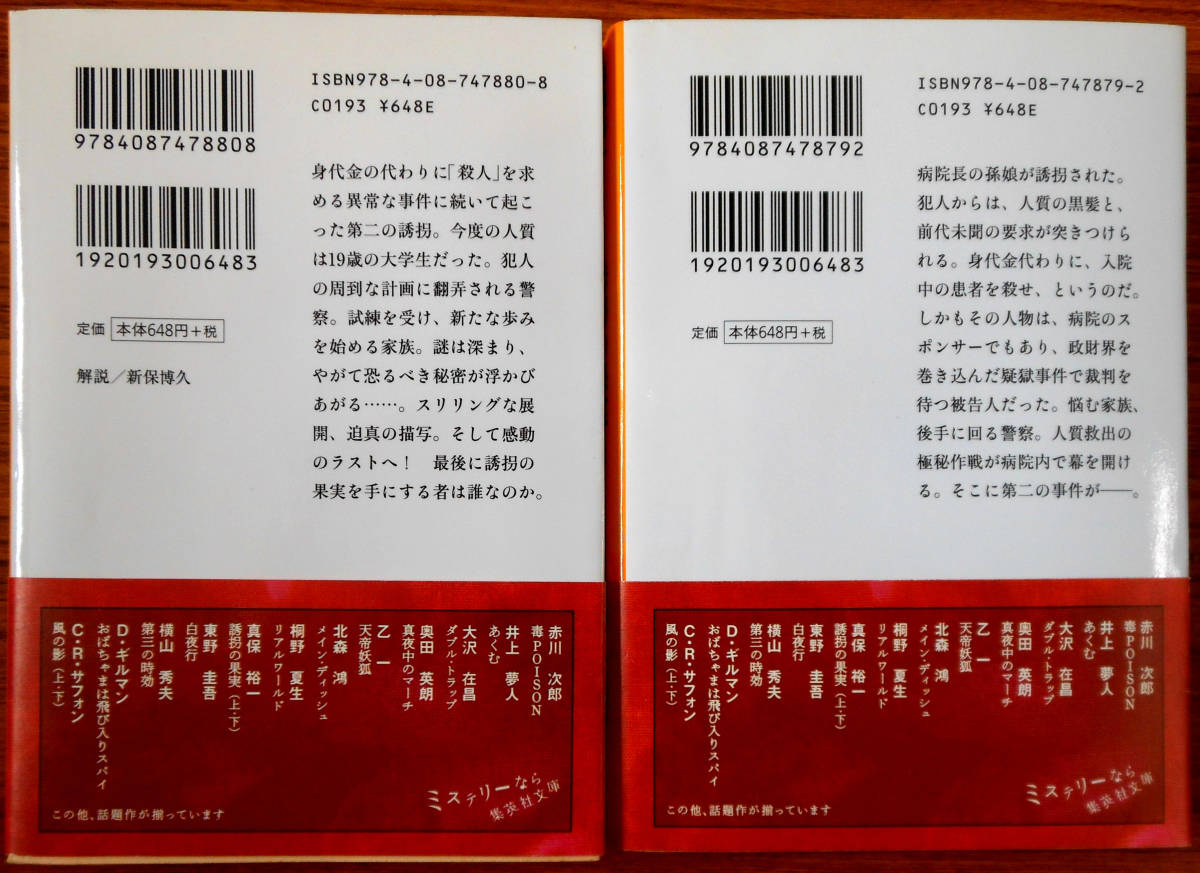 ISBN978-4-08-747880-8
C0193 ¥648E
9784087478808
1920193006483
定価 本体648円+税
解説/新保博久
身代金の代わりに「殺人」を求
める異常な事件に続いて起こ
った第二の誘拐。今度の人質
は19歳の大学生だった。犯人
の周到な計画に翻弄される警
察。試練を受け、新たな歩み
を始める家族。謎は深まり、
やがて恐るべき秘密が浮かび
あがる……。スリリングな展
開、迫真の描写。そして感動
のラストへ! 最後に誘拐の
果実を手にする者は誰なのか。
赤川 次郎
毒POISON
井上 夢人
あくむ
大沢 在昌
ダブル・トラップ
奥田 英朗
真夜中のマーチ
乙一
天帝妖狐
北森 鴻
メイン・ディッシュ
桐野 夏生
リアルワールド
真保 裕一
誘拐の果実(上・下)
東野 圭吾
白夜行
横山 秀夫
第三の時効
D・ギルマン
おばちゃまは飛び入りスパイ
C・R・サフォン
風の影(上・下)
ミステリーなら
集英社文庫
この他、話題作が揃っています
ISBN978-4-08-747879-2
C0193 ¥648E
9784087478792
1920193006483
定価 本体648円+税
病院長の孫娘が誘拐された。
犯人からは、人質の黒髪と、
前代未聞の要求が突きつけら
れる。身代金代わりに、入院
中の患者を殺せ、というのだ。
しかもその人物は、病院のス
ポンサーでもあり、政財界を
巻き込んだ疑獄事件で裁判を
待つ被告人だった。悩む家族、
後手に回る警察。人質救出の
極秘作戦が病院内で幕を開け
る。そこに第二の事件が――。
赤川 次郎
毒POISON
井上 夢人
あくむ
大沢 在昌
ダブル・トラップ
奥田 英朗
真夜中のマーチ
乙一
天帝妖狐
北森 鴻
メイン・ディッシュ
桐野 夏生
リアルワールド
真保 裕一
誘拐の果実(上・下)
東野 圭吾
白夜行
横山 秀夫
第三の時効
D・ギルマン
おばちゃまは飛び入りスパイ
C・R・サフォン
風の影(上・下)
ミステリーなら
集英社文庫
この他、話題作が揃っています